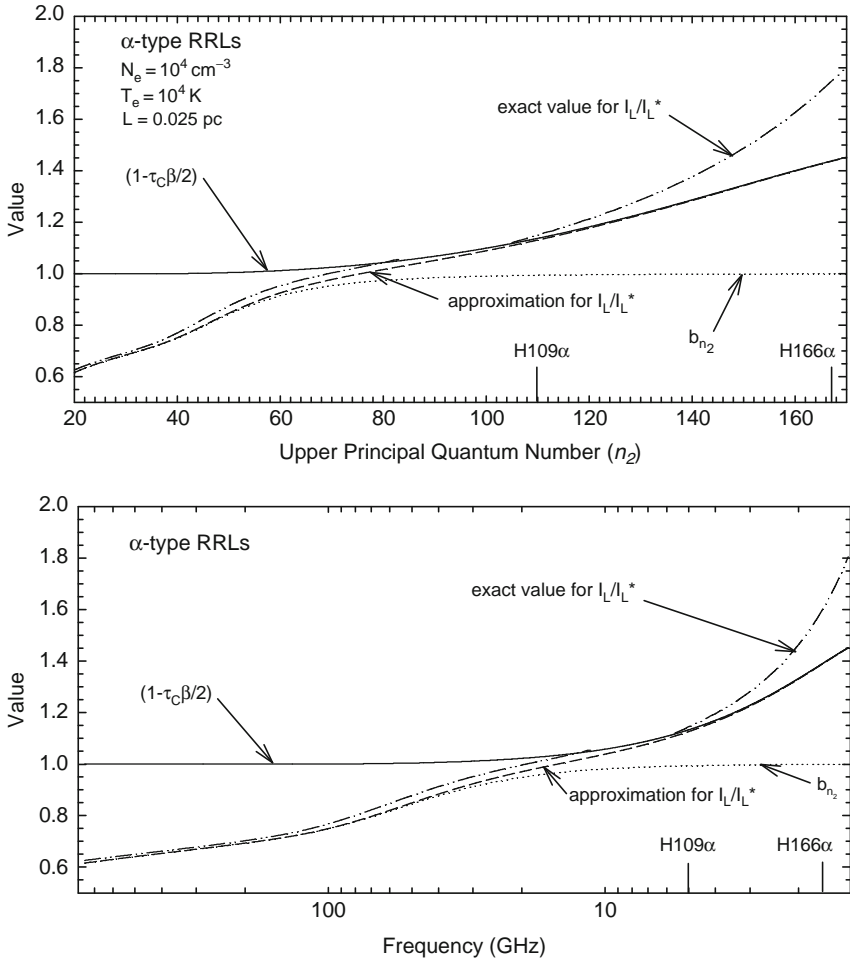 2.0
1.8
1.6
1.4
1.2
1.0
0.8
0.6
Value
α-type RRLs
Nₑ = 10⁴ cm⁻³
Tₑ = 10⁴ K
L = 0.025 pc
(1-τ_Cβ/2)
exact value for I_L/I_L*
approximation for I_L/I_L*
b_n₂
H109α
H166α
20
40
60
80
100
120
140
160
Upper Principal Quantum Number (n₂)
2.0
1.8
1.6
1.4
1.2
1.0
0.8
0.6
Value
α-type RRLs
exact value for I_L/I_L*
(1-τ_Cβ/2)
approximation for I_L/I_L*
b_n₂
H109α
H166α
100
10
Frequency (GHz)